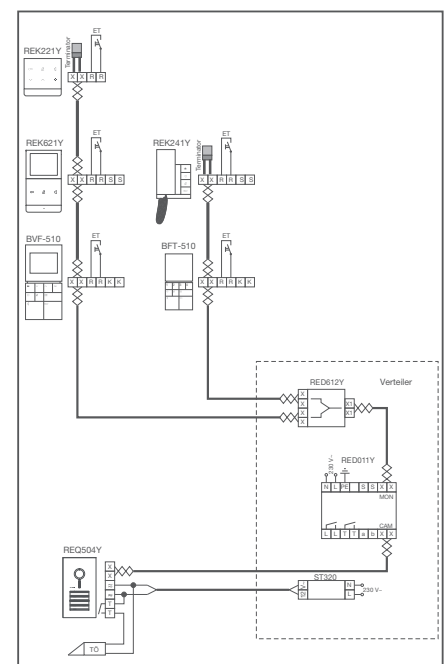 ET
REK221Y
Terminator
X X R R
REK621Y
ET
X X R R S S
REK241Y
Terminator
ET
X X R R S S
BVF-510
ET
X X R R K K
BFT-510
ET
X X R R K K
RED612Y
Verteiler
X
X
X
X
X1
X1
RED011Y
230 V~
N L PE S S X X
MON
CAM
L L T T a b X X
REQ504Y
X
X
T
T
TÖ
ST320
N
L
230 V~